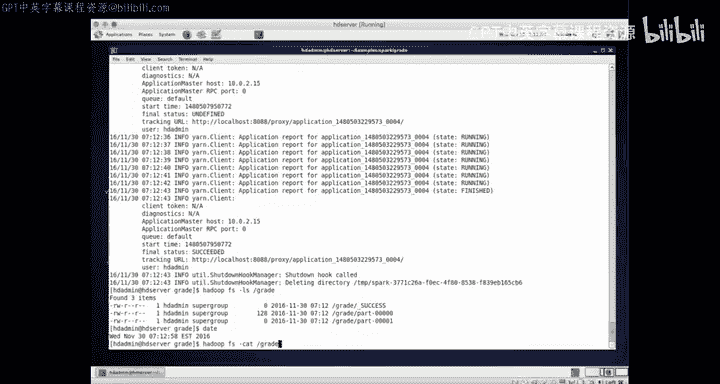 GPT中英字幕课程资源@bilibili.com
hdserver [Running]
Applications Places System
GPT中英字幕课程资源 bilibili
hdadmin@hdserver:~/examples/spark/grade
File Edit View Search Terminal Help
client token: N/A
diagnostics: N/A
ApplicationMaster host: 10.0.2.15
ApplicationMaster RPC port: 0
queue: default
start time: 1480507950772
final status: UNDEFINED
tracking URL: http://localhost:8088/proxy/application_1480503229573_0004/
user: hdadmin
16/11/30 07:12:36 INFO yarn.Client: Application report for application_1480503229573_0004 (state: RUNNING)
16/11/30 07:12:37 INFO yarn.Client: Application report for application_1480503229573_0004 (state: RUNNING)
16/11/30 07:12:38 INFO yarn.Client: Application report for application_1480503229573_0004 (state: RUNNING)
16/11/30 07:12:39 INFO yarn.Client: Application report for application_1480503229573_0004 (state: RUNNING)
16/11/30 07:12:40 INFO yarn.Client: Application report for application_1480503229573_0004 (state: RUNNING)
16/11/30 07:12:41 INFO yarn.Client: Application report for application_1480503229573_0004 (state: RUNNING)
16/11/30 07:12:42 INFO yarn.Client: Application report for application_1480503229573_0004 (state: RUNNING)
16/11/30 07:12:43 INFO yarn.Client: Application report for application_1480503229573_0004 (state: FINISHED)
16/11/30 07:12:43 INFO yarn.Client:
client token: N/A
diagnostics: N/A
ApplicationMaster host: 10.0.2.15
ApplicationMaster RPC port: 0
queue: default
start time: 1480507950772
final status: SUCCEEDED
tracking URL: http://localhost:8088/proxy/application_1480503229573_0004/
user: hdadmin
16/11/30 07:12:43 INFO util.ShutdownHookManager: Shutdown hook called
16/11/30 07:12:43 INFO util.ShutdownHookManager: Deleting directory /tmp/spark-3771c26a-f0ec-4f80-8538-f839eb165cb6
[hdadmin@hdserver grade]$ hadoop fs -ls /grade
Found 3 items
-rw-r--r-- 1 hdadmin supergroup 0 2016-11-30 07:12 /grade/_SUCCESS
-rw-r--r-- 1 hdadmin supergroup 128 2016-11-30 07:12 /grade/part-00000
-rw-r--r-- 1 hdadmin supergroup 0 2016-11-30 07:12 /grade/part-00001
[hdadmin@hdserver grade]$ date
Wed Nov 30 07:12:58 EST 2016
[hdadmin@hdserver grade]$ hadoop fs -cat /grade